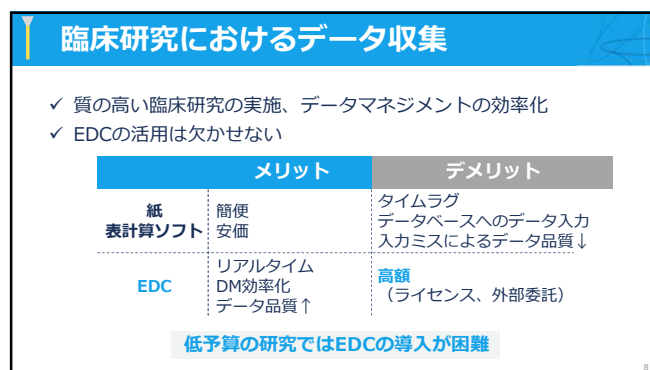 臨床研究におけるデータ収集
✓ 質の高い臨床研究の実施、データマネジメントの効率化
✓ EDCの活用は欠かせない
メリット
デメリット
紙
表計算ソフト
簡便
安価
タイムラグ
データベースへのデータ入力
入力ミスによるデータ品質↓
EDC
リアルタイム
DM効率化
データ品質↑
高額
（ライセンス、外部委託）
低予算の研究ではEDCの導入が困難
8